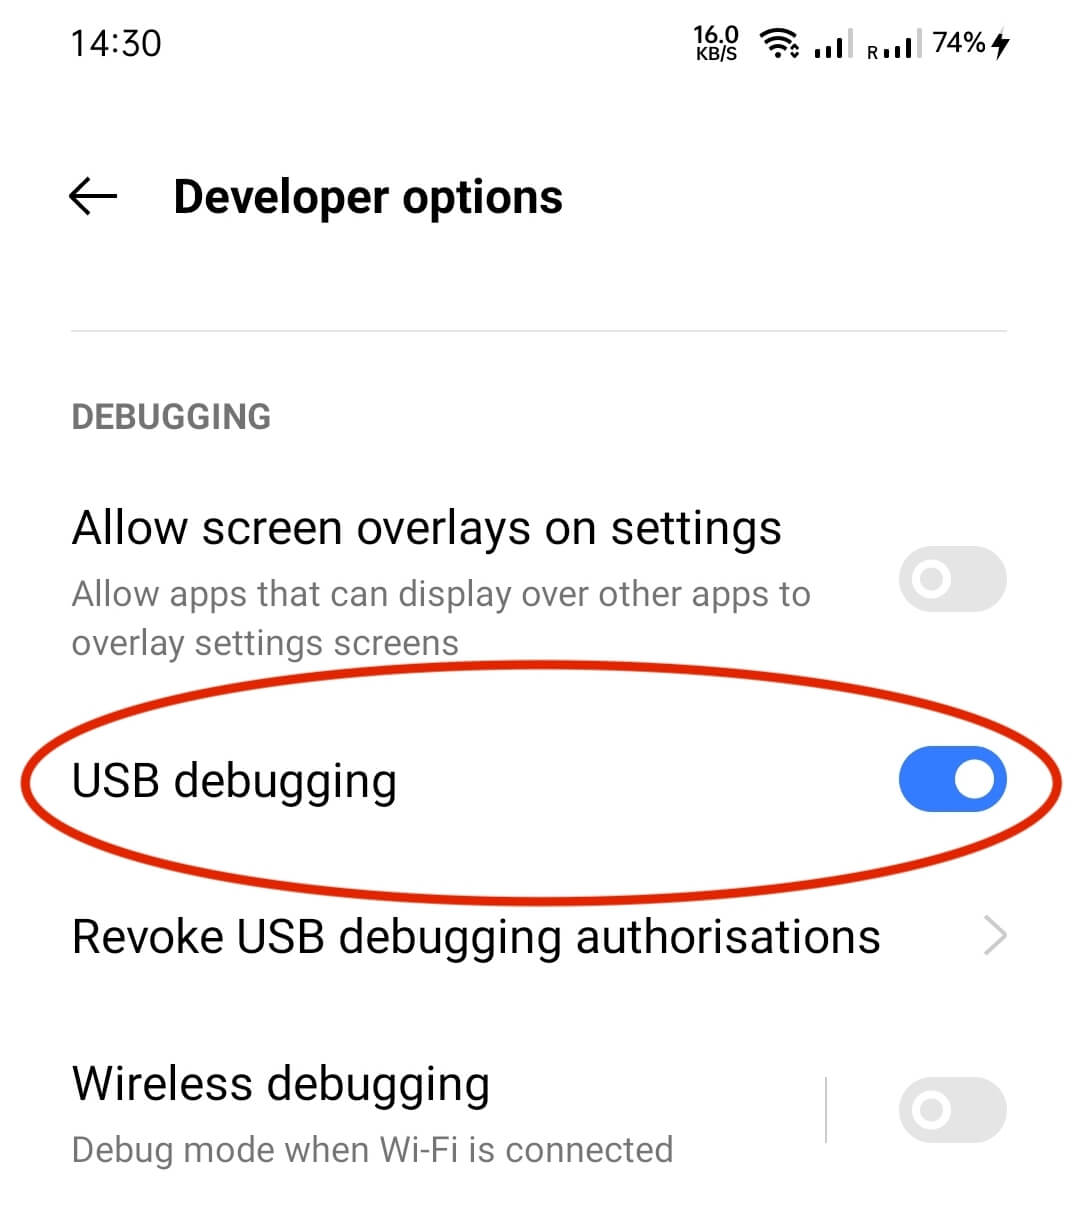 14:30
16.0
KB/S
R
74%
Developer options
DEBUGGING
Allow screen overlays on settings
Allow apps that can display over other apps to
overlay settings screens
USB debugging
Revoke USB debugging authorisations
Wireless debugging
Debug mode when Wi-Fi is connected